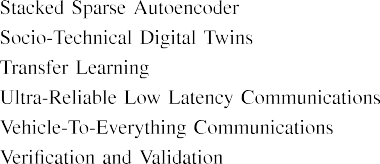 Stacked Sparse Autoencoder
Socio-Technical Digital Twins
Transfer Learning
Ultra-Reliable Low Latency Communications
Vehicle-To-Everything Communications
Verification and Validation